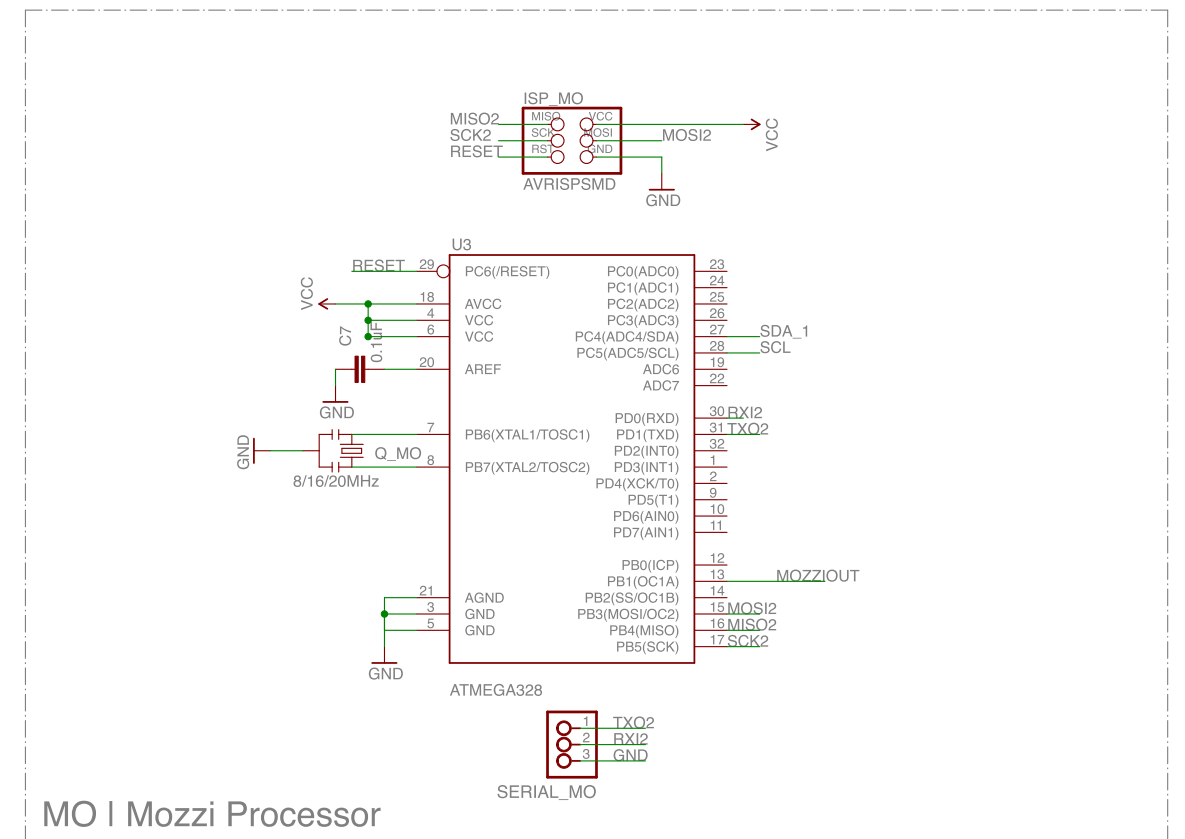 ISP_MO
MISO2 MISO VCC VCC
SCK2 SCK MOSI MOSI2
RESET RST GND
AVRISPSMD
GND
U3
RESET 29 PC6(/RESET) PC0(ADC0) 23
PC1(ADC1) 24
VCC 18 AVCC PC2(ADC2) 25
4 VCC PC3(ADC3) 26
C7 0.1uF 6 VCC PC4(ADC4/SDA) 27 SDA_1
PC5(ADC5/SCL) 28 SCL
20 AREF ADC6 19
ADC7 22
GND
PD0(RXD) 30 RXI2
7 PB6(XTAL1/TOSC1) PD1(TXD) 31 TXO2
GND Q_MO PD2(INT0) 32
8 PB7(XTAL2/TOSC2) PD3(INT1) 1
8/16/20MHz PD4(XCK/T0) 2
PD5(T1) 9
PD6(AIN0) 10
PD7(AIN1) 11
PB0(ICP) 12
PB1(OC1A) 13 MOZZIOUT
21 AGND PB2(SS/OC1B) 14
3 GND PB3(MOSI/OC2) 15 MOSI2
5 GND PB4(MISO) 16 MISO2
PB5(SCK) 17 SCK2
GND
ATMEGA328
1 TXO2
2 RXI2
3 GND
SERIAL_MO
MO | Mozzi Processor